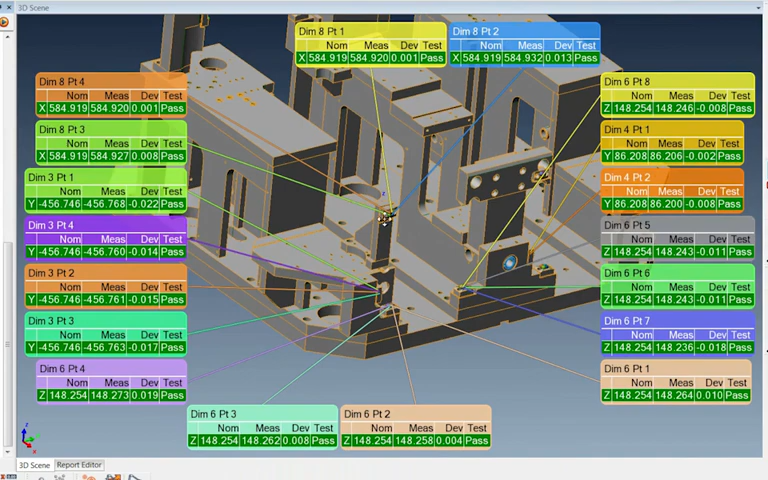 3D Scene
Dim 8 Pt 1
Nom Meas Dev Test
X 584.919 584.920 0.001 Pass
Dim 8 Pt 2
Nom Meas Dev Test
X 584.919 584.932 0.013 Pass
Dim 8 Pt 4
Nom Meas Dev Test
X 584.919 584.920 0.001 Pass
Dim 8 Pt 3
Nom Meas Dev Test
X 584.919 584.927 0.008 Pass
Dim 3 Pt 1
Nom Meas Dev Test
Y -456.746 -456.768 -0.022 Pass
Dim 3 Pt 4
Nom Meas Dev Test
Y -456.746 -456.760 -0.014 Pass
Dim 3 Pt 2
Nom Meas Dev Test
Y -456.746 -456.761 -0.015 Pass
Dim 3 Pt 3
Nom Meas Dev Test
Y -456.746 -456.763 -0.017 Pass
Dim 6 Pt 4
Nom Meas Dev Test
Z 148.254 148.273 0.019 Pass
Dim 6 Pt 3
Nom Meas Dev Test
Z 148.254 148.262 0.008 Pass
Dim 6 Pt 2
Nom Meas Dev Test
Z 148.254 148.258 0.004 Pass
Dim 6 Pt 8
Nom Meas Dev Test
Z 148.254 148.246 -0.008 Pass
Dim 4 Pt 1
Nom Meas Dev Test
Y 86.208 86.206 -0.002 Pass
Dim 4 Pt 2
Nom Meas Dev Test
Y 86.208 86.200 -0.008 Pass
Dim 6 Pt 5
Nom Meas Dev Test
Z 148.254 148.243 -0.011 Pass
Dim 6 Pt 6
Nom Meas Dev Test
Z 148.254 148.243 -0.011 Pass
Dim 6 Pt 7
Nom Meas Dev Test
Z 148.254 148.236 -0.018 Pass
Dim 6 Pt 1
Nom Meas Dev Test
Z 148.254 148.264 0.010 Pass
3D Scene Report Editor